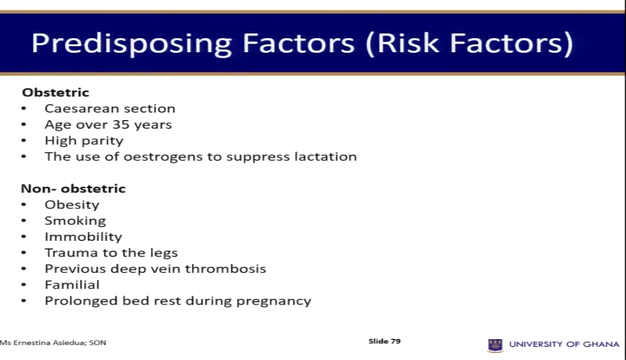 Predisposing Factors (Risk Factors)
Obstetric
• Caesarean section
• Age over 35 years
• High parity
• The use of oestrogens to suppress lactation
Non- obstetric
• Obesity
• Smoking
• Immobility
• Trauma to the legs
• Previous deep vein thrombosis
• Familial
• Prolonged bed rest during pregnancy
Ms Ernestina Asiedua; SON
Slide 79
UNIVERSITY OF GHANA